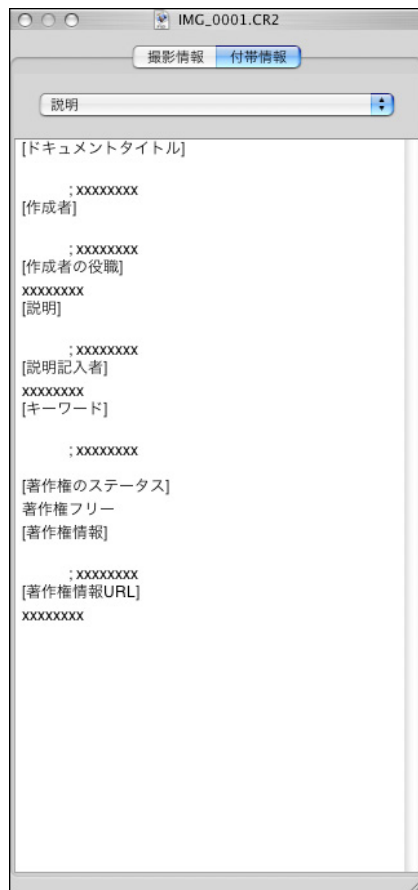 IMG_0001.CR2
撮影情報 付帯情報
説明
[ドキュメントタイトル]
;xxxxxxxx
[作成者]
;xxxxxxxx
[作成者の役職]
xxxxxxxx
[説明]
;xxxxxxxx
[説明記入者]
xxxxxxxx
[キーワード]
;xxxxxxxx
[著作権のステータス]
著作権フリー
[著作権情報]
;xxxxxxxx
[著作権情報URL]
xxxxxxxx